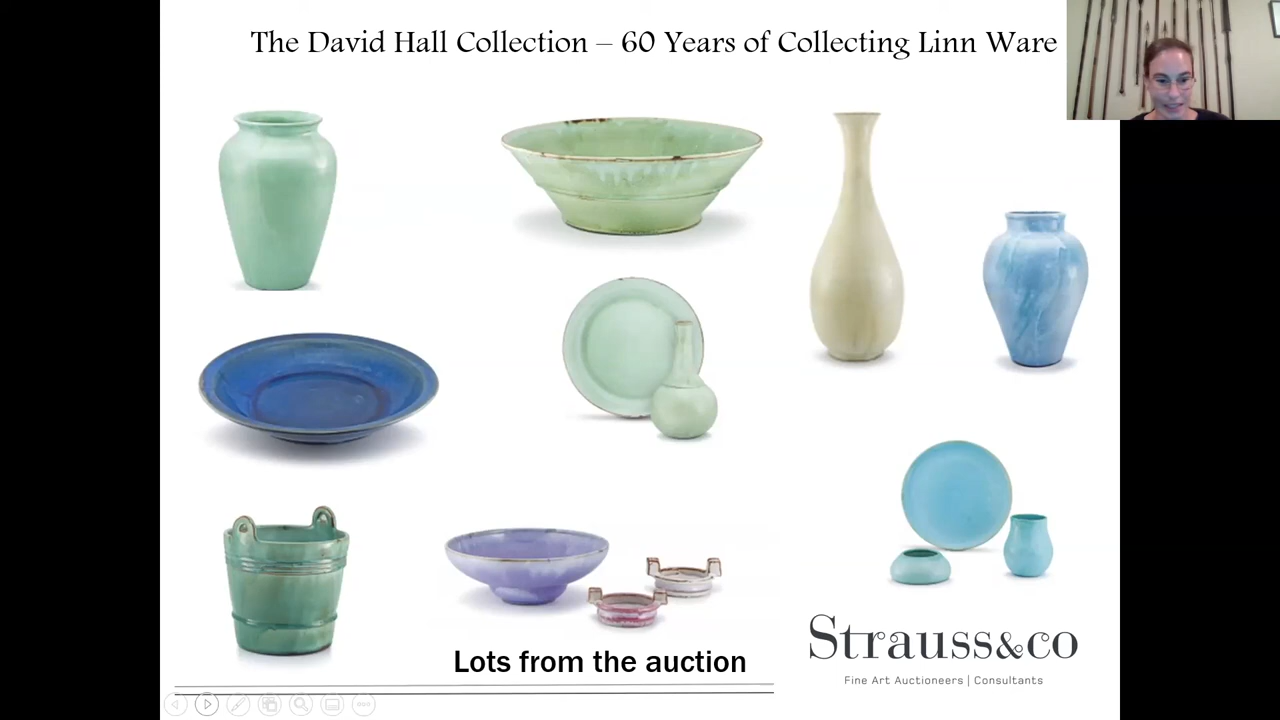 The David Hall Collection – 60 Years of Collecting Linn Ware
Lots from the auction
Strauss&co
Fine Art Auctioneers | Consultants